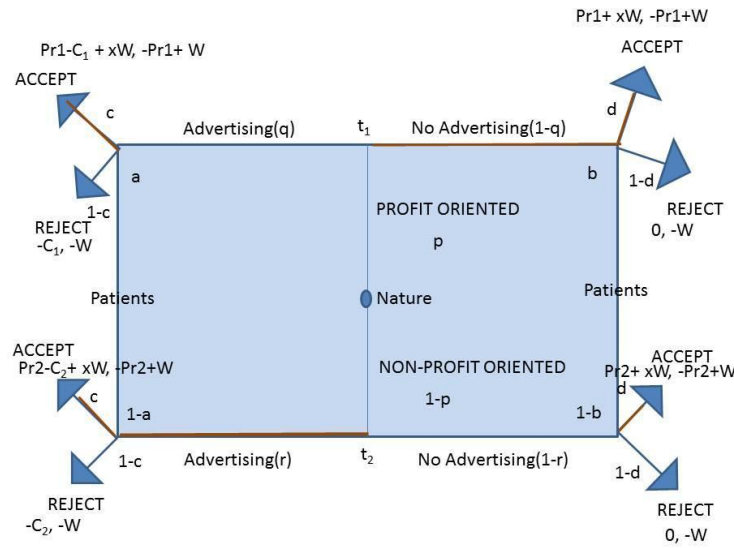 Pr1+ xW, -Pr1+W
ACCEPT
Pr1-C₁ + xW, -Pr1+ W
ACCEPT
c
d
Advertising(q)
t₁
No Advertising(1-q)
a
b
1-c
1-d
REJECT
-C₁, -W
REJECT
0, -W
PROFIT ORIENTED
p
Patients
Nature
Patients
ACCEPT
Pr2-C₂+ xW, -Pr2+W
c
NON-PROFIT ORIENTED
1-p
ACCEPT
Pr2+ xW, -Pr2+W
d
1-a
1-b
1-c
Advertising(r)
t₂
No Advertising(1-r)
1-d
REJECT
-C₂, -W
REJECT
0, -W